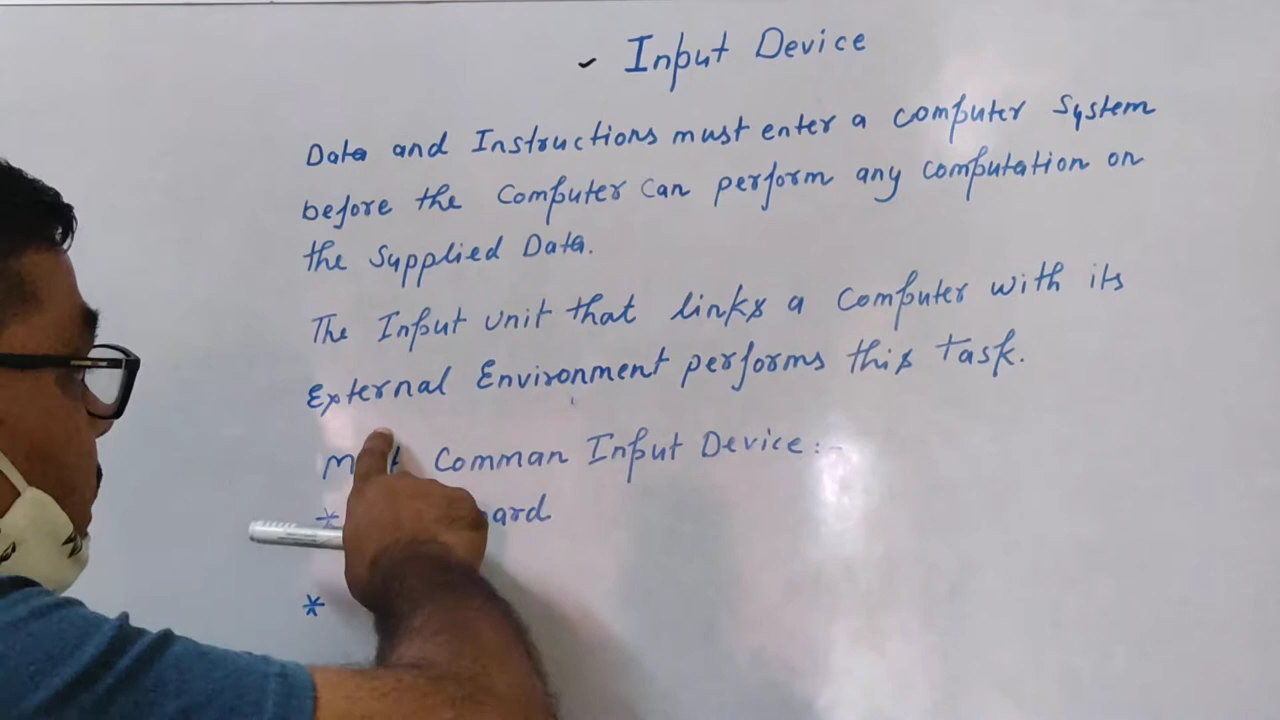 Input Device
Data and Instructions must enter a computer System
before the Computer can perform any computation on
the Supplied Data.
The Input unit that links a Computer with its
External Environment performs this task.
Comman Input Device:-
*
*